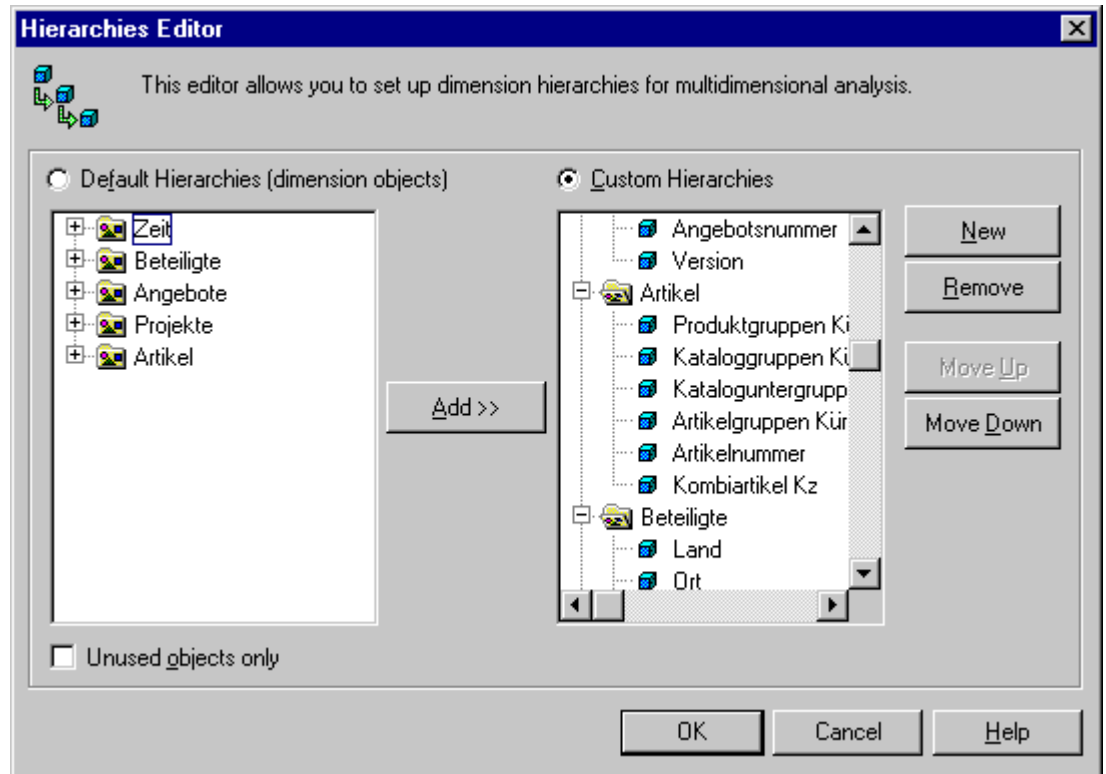 Hierarchies Editor
This editor allows you to set up dimension hierarchies for multidimensional analysis.
Default Hierarchies (dimension objects)
Custom Hierarchies
Zeit
Beteiligte
Angebote
Projekte
Artikel
Add >>
Angebotsnummer
Version
Artikel
Produktgruppen Kü
Kataloggruppen Kü
Kataloguntergrupp
Artikelgruppen Kür
Artikelnummer
Kombiartikel Kz
Beteiligte
Land
Ort
New
Remove
Move Up
Move Down
Unused objects only
OK
Cancel
Help